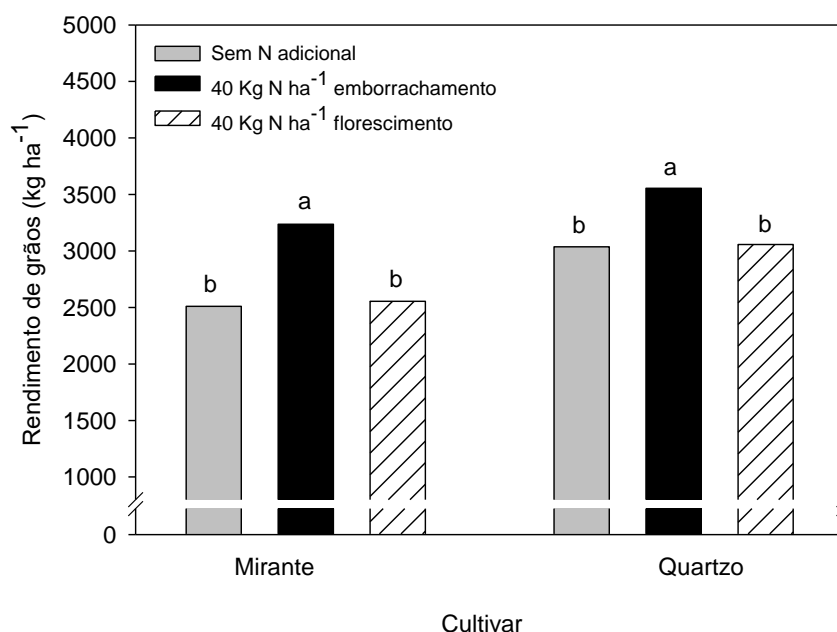 5000
4500
4000
3500
3000
2500
2000
1500
1000
0
Rendimento de grãos (kg ha⁻¹)
Sem N adicional
40 Kg N ha⁻¹ emborrachamento
40 Kg N ha⁻¹ florescimento
b
a
b
b
a
b
Mirante
Quartzo
Cultivar